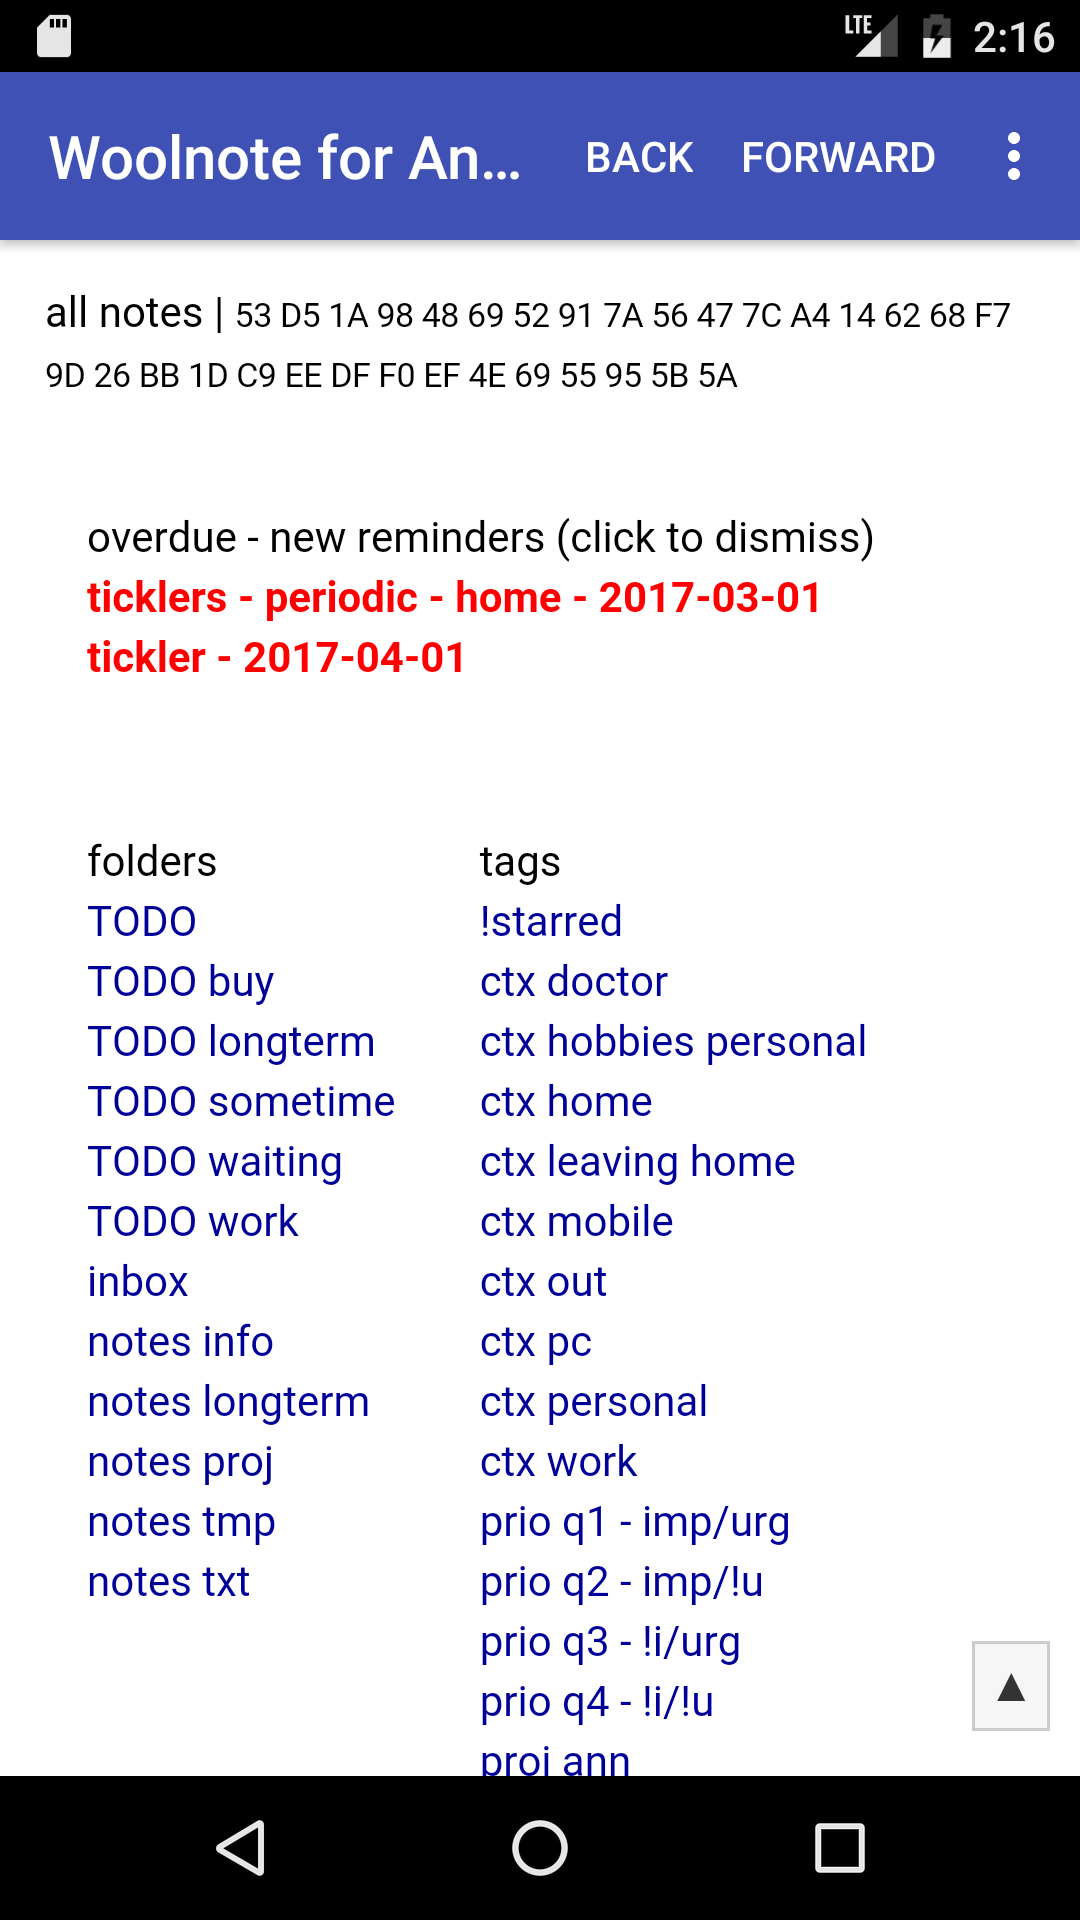 LTE 2:16
Woolnote for An… BACK FORWARD
all notes | 53 D5 1A 98 48 69 52 91 7A 56 47 7C A4 14 62 68 F7
9D 26 BB 1D C9 EE DF F0 EF 4E 69 55 95 5B 5A
overdue - new reminders (click to dismiss)
ticklers - periodic - home - 2017-03-01
tickler - 2017-04-01
folders
TODO
TODO buy
TODO longterm
TODO sometime
TODO waiting
TODO work
inbox
notes info
notes longterm
notes proj
notes tmp
notes txt
tags
!starred
ctx doctor
ctx hobbies personal
ctx home
ctx leaving home
ctx mobile
ctx out
ctx pc
ctx personal
ctx work
prio q1 - imp/urg
prio q2 - imp/!u
prio q3 - !i/urg
prio q4 - !i/!u
proj ann
▲